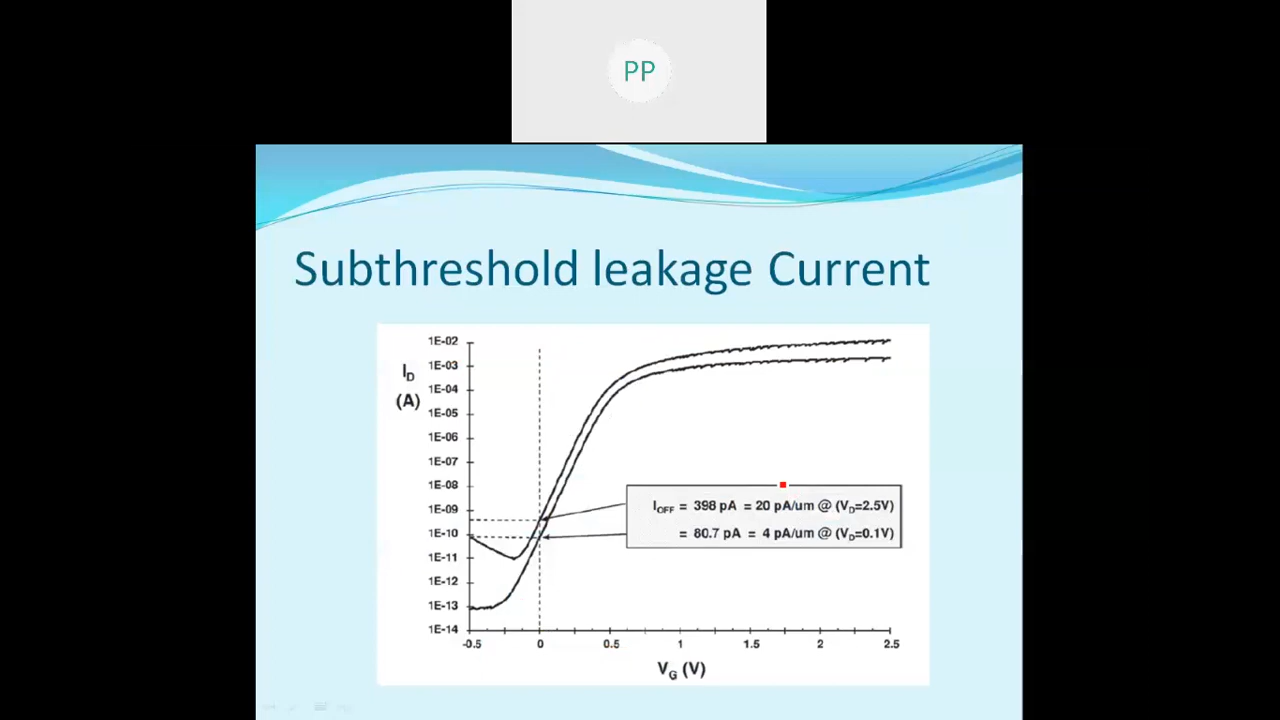 PP
Subthreshold leakage Current
1E-02
1E-03
1E-04
1E-05
1E-06
1E-07
1E-08
1E-09
1E-10
1E-11
1E-12
1E-13
1E-14
I_D
(A)
I_OFF = 398 pA = 20 pA/um @ (V_D=2.5V)
= 80.7 pA = 4 pA/um @ (V_D=0.1V)
-0.5 0 0.5 1 1.5 2 2.5
V_G (V)